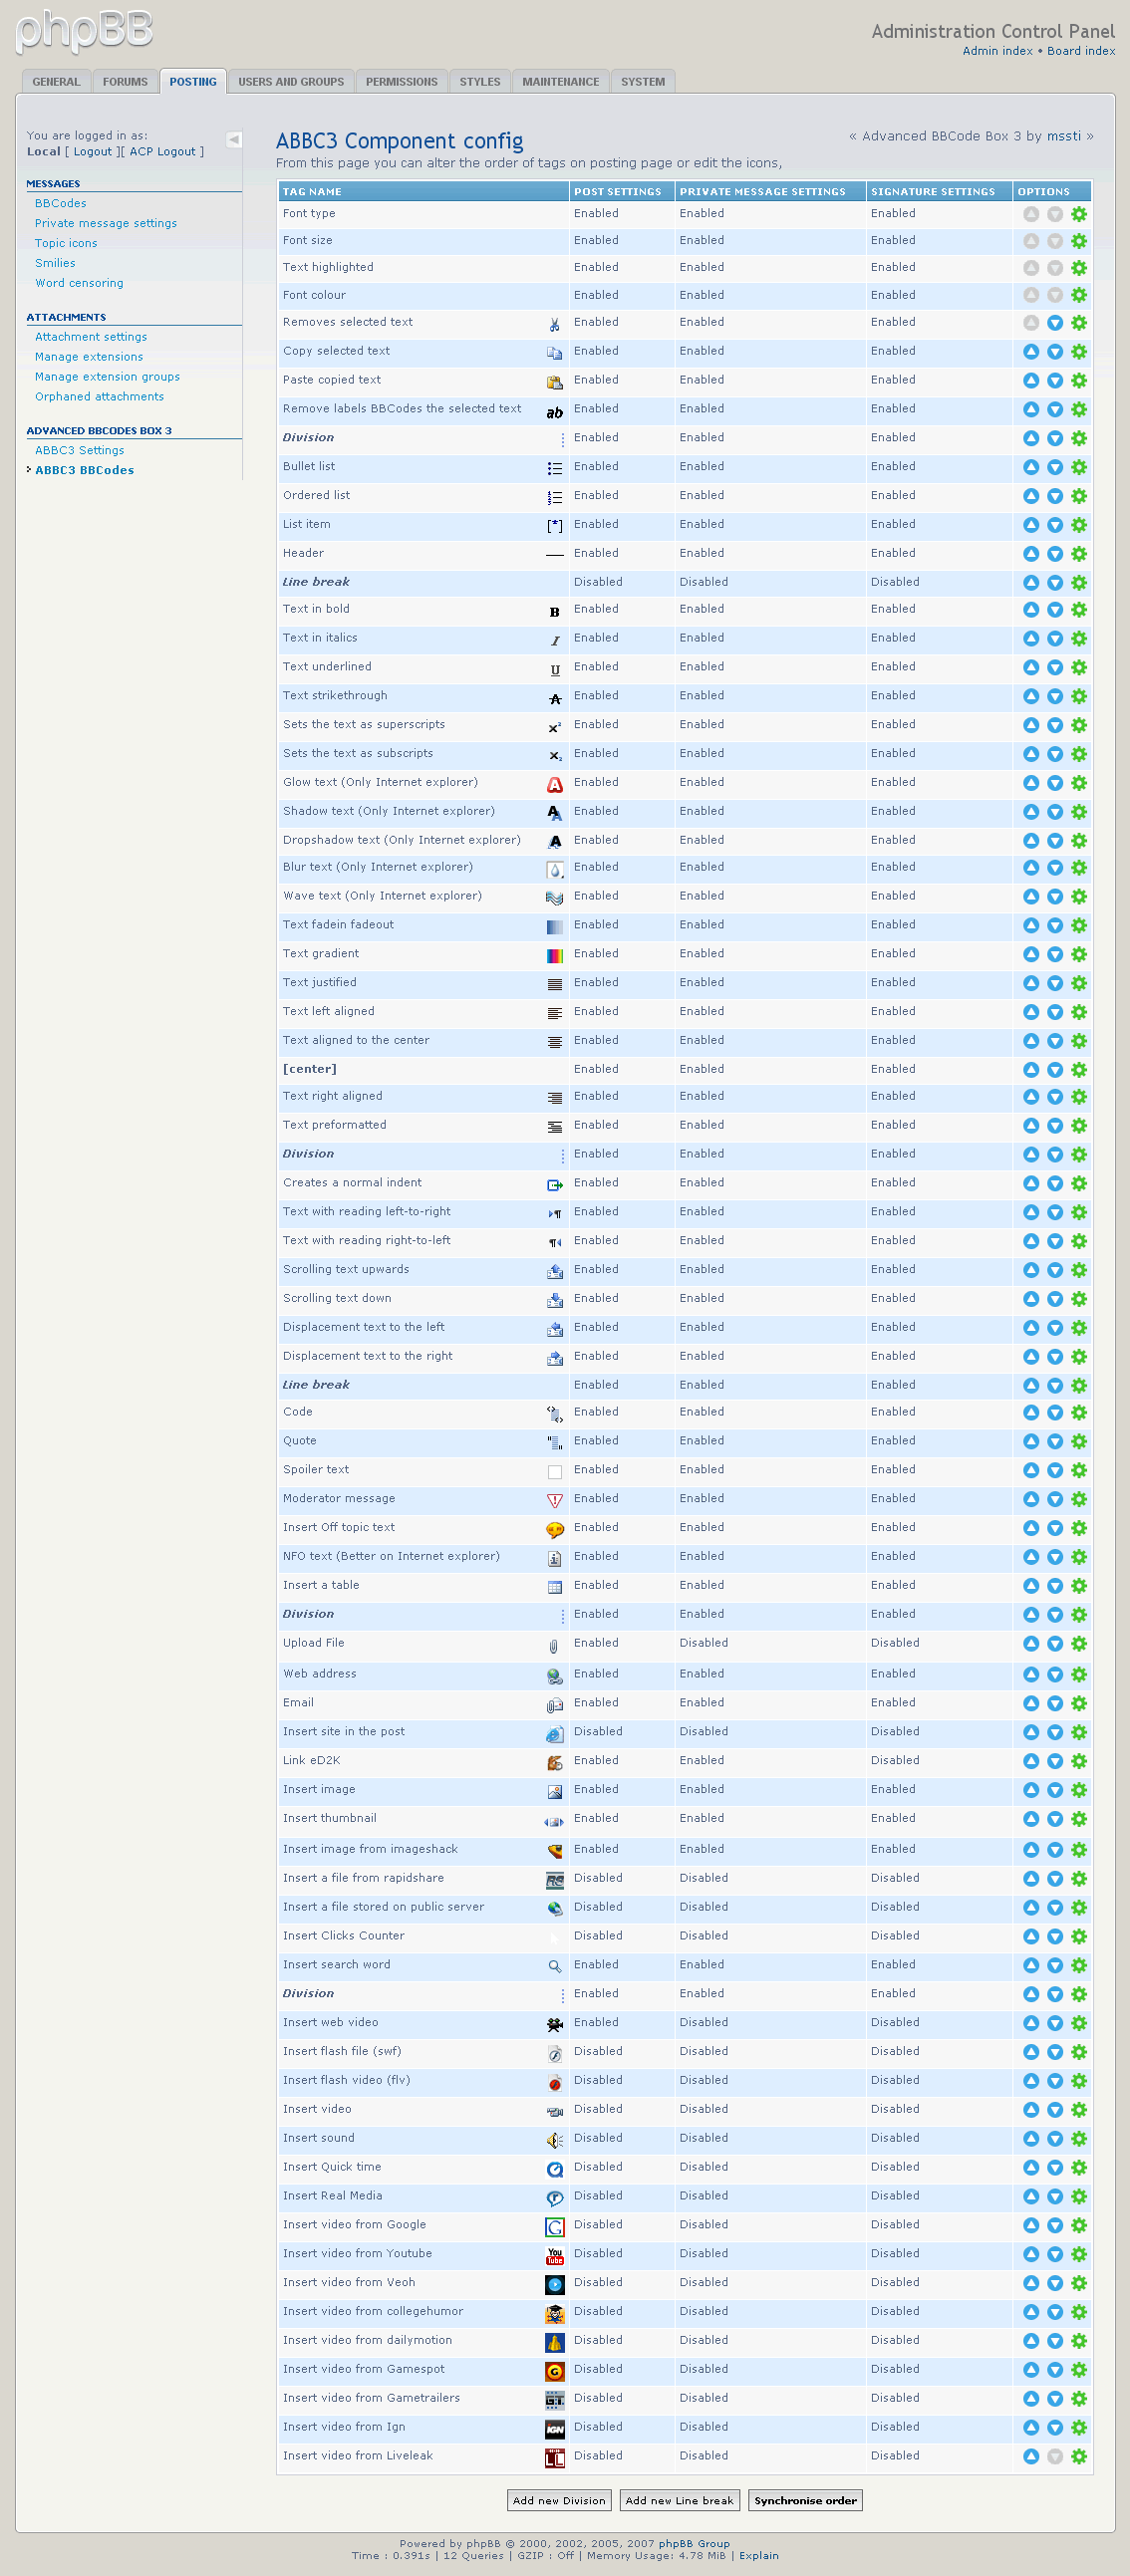 phpBB
Administration Control Panel
Admin index • Board index
GENERAL FORUMS POSTING USERS AND GROUPS PERMISSIONS STYLES MAINTENANCE SYSTEM
You are logged in as:
Local [ Logout ][ ACP Logout ]
MESSAGES
BBCodes
Private message settings
Topic icons
Smilies
Word censoring
ATTACHMENTS
Attachment settings
Manage extensions
Manage extension groups
Orphaned attachments
ADVANCED BBCODES BOX 3
ABBC3 Settings
ABBC3 BBCodes
« Advanced BBCode Box 3 by mssti »
ABBC3 Component config
From this page you can alter the order of tags on posting page or edit the icons,
TAG NAME POST SETTINGS PRIVATE MESSAGE SETTINGS SIGNATURE SETTINGS OPTIONS
Font type Enabled Enabled Enabled
Font size Enabled Enabled Enabled
Text highlighted Enabled Enabled Enabled
Font colour Enabled Enabled Enabled
Removes selected text Enabled Enabled Enabled
Copy selected text Enabled Enabled Enabled
Paste copied text Enabled Enabled Enabled
Remove labels BBCodes the selected text ab Enabled Enabled Enabled
Division Enabled Enabled Enabled
Bullet list Enabled Enabled Enabled
Ordered list Enabled Enabled Enabled
List item [*] Enabled Enabled Enabled
Header Enabled Enabled Enabled
Line break Disabled Disabled Disabled
Text in bold B Enabled Enabled Enabled
Text in italics I Enabled Enabled Enabled
Text underlined U Enabled Enabled Enabled
Text strikethrough A Enabled Enabled Enabled
Sets the text as superscripts x² Enabled Enabled Enabled
Sets the text as subscripts x₂ Enabled Enabled Enabled
Glow text (Only Internet explorer) A Enabled Enabled Enabled
Shadow text (Only Internet explorer) A Enabled Enabled Enabled
Dropshadow text (Only Internet explorer) A Enabled Enabled Enabled
Blur text (Only Internet explorer) Enabled Enabled Enabled
Wave text (Only Internet explorer) Enabled Enabled Enabled
Text fadein fadeout Enabled Enabled Enabled
Text gradient Enabled Enabled Enabled
Text justified Enabled Enabled Enabled
Text left aligned Enabled Enabled Enabled
Text aligned to the center Enabled Enabled Enabled
[center] Enabled Enabled Enabled
Text right aligned Enabled Enabled Enabled
Text preformatted Enabled Enabled Enabled
Division Enabled Enabled Enabled
Creates a normal indent Enabled Enabled Enabled
Text with reading left-to-right Enabled Enabled Enabled
Text with reading right-to-left Enabled Enabled Enabled
Scrolling text upwards Enabled Enabled Enabled
Scrolling text down Enabled Enabled Enabled
Displacement text to the left Enabled Enabled Enabled
Displacement text to the right Enabled Enabled Enabled
Line break Enabled Enabled Enabled
Code Enabled Enabled Enabled
Quote Enabled Enabled Enabled
Spoiler text Enabled Enabled Enabled
Moderator message Enabled Enabled Enabled
Insert Off topic text Enabled Enabled Enabled
NFO text (Better on Internet explorer) Enabled Enabled Enabled
Insert a table Enabled Enabled Enabled
Division Enabled Enabled Enabled
Upload File Enabled Disabled Disabled
Web address Enabled Enabled Enabled
Email Enabled Enabled Enabled
Insert site in the post Disabled Disabled Disabled
Link eD2K Enabled Enabled Disabled
Insert image Enabled Enabled Enabled
Insert thumbnail Enabled Enabled Enabled
Insert image from imageshack Enabled Enabled Enabled
Insert a file from rapidshare RS Disabled Disabled Disabled
Insert a file stored on public server Disabled Disabled Disabled
Insert Clicks Counter Disabled Disabled Disabled
Insert search word Enabled Enabled Enabled
Division Enabled Enabled Enabled
Insert web video Enabled Disabled Disabled
Insert flash file (swf) Disabled Disabled Disabled
Insert flash video (flv) Disabled Disabled Disabled
Insert video Disabled Disabled Disabled
Insert sound Disabled Disabled Disabled
Insert Quick time Disabled Disabled Disabled
Insert Real Media Disabled Disabled Disabled
Insert video from Google G Disabled Disabled Disabled
Insert video from Youtube You Tube Disabled Disabled Disabled
Insert video from Veoh Disabled Disabled Disabled
Insert video from collegehumor Disabled Disabled Disabled
Insert video from dailymotion Disabled Disabled Disabled
Insert video from Gamespot G Disabled Disabled Disabled
Insert video from Gametrailers GT Disabled Disabled Disabled
Insert video from Ign IGN Disabled Disabled Disabled
Insert video from Liveleak LL Disabled Disabled Disabled
Add new Division Add new Line break Synchronise order
Powered by phpBB © 2000, 2002, 2005, 2007 phpBB Group
Time : 0.391s | 12 Queries | GZIP : Off | Memory Usage: 4.78 MiB | Explain